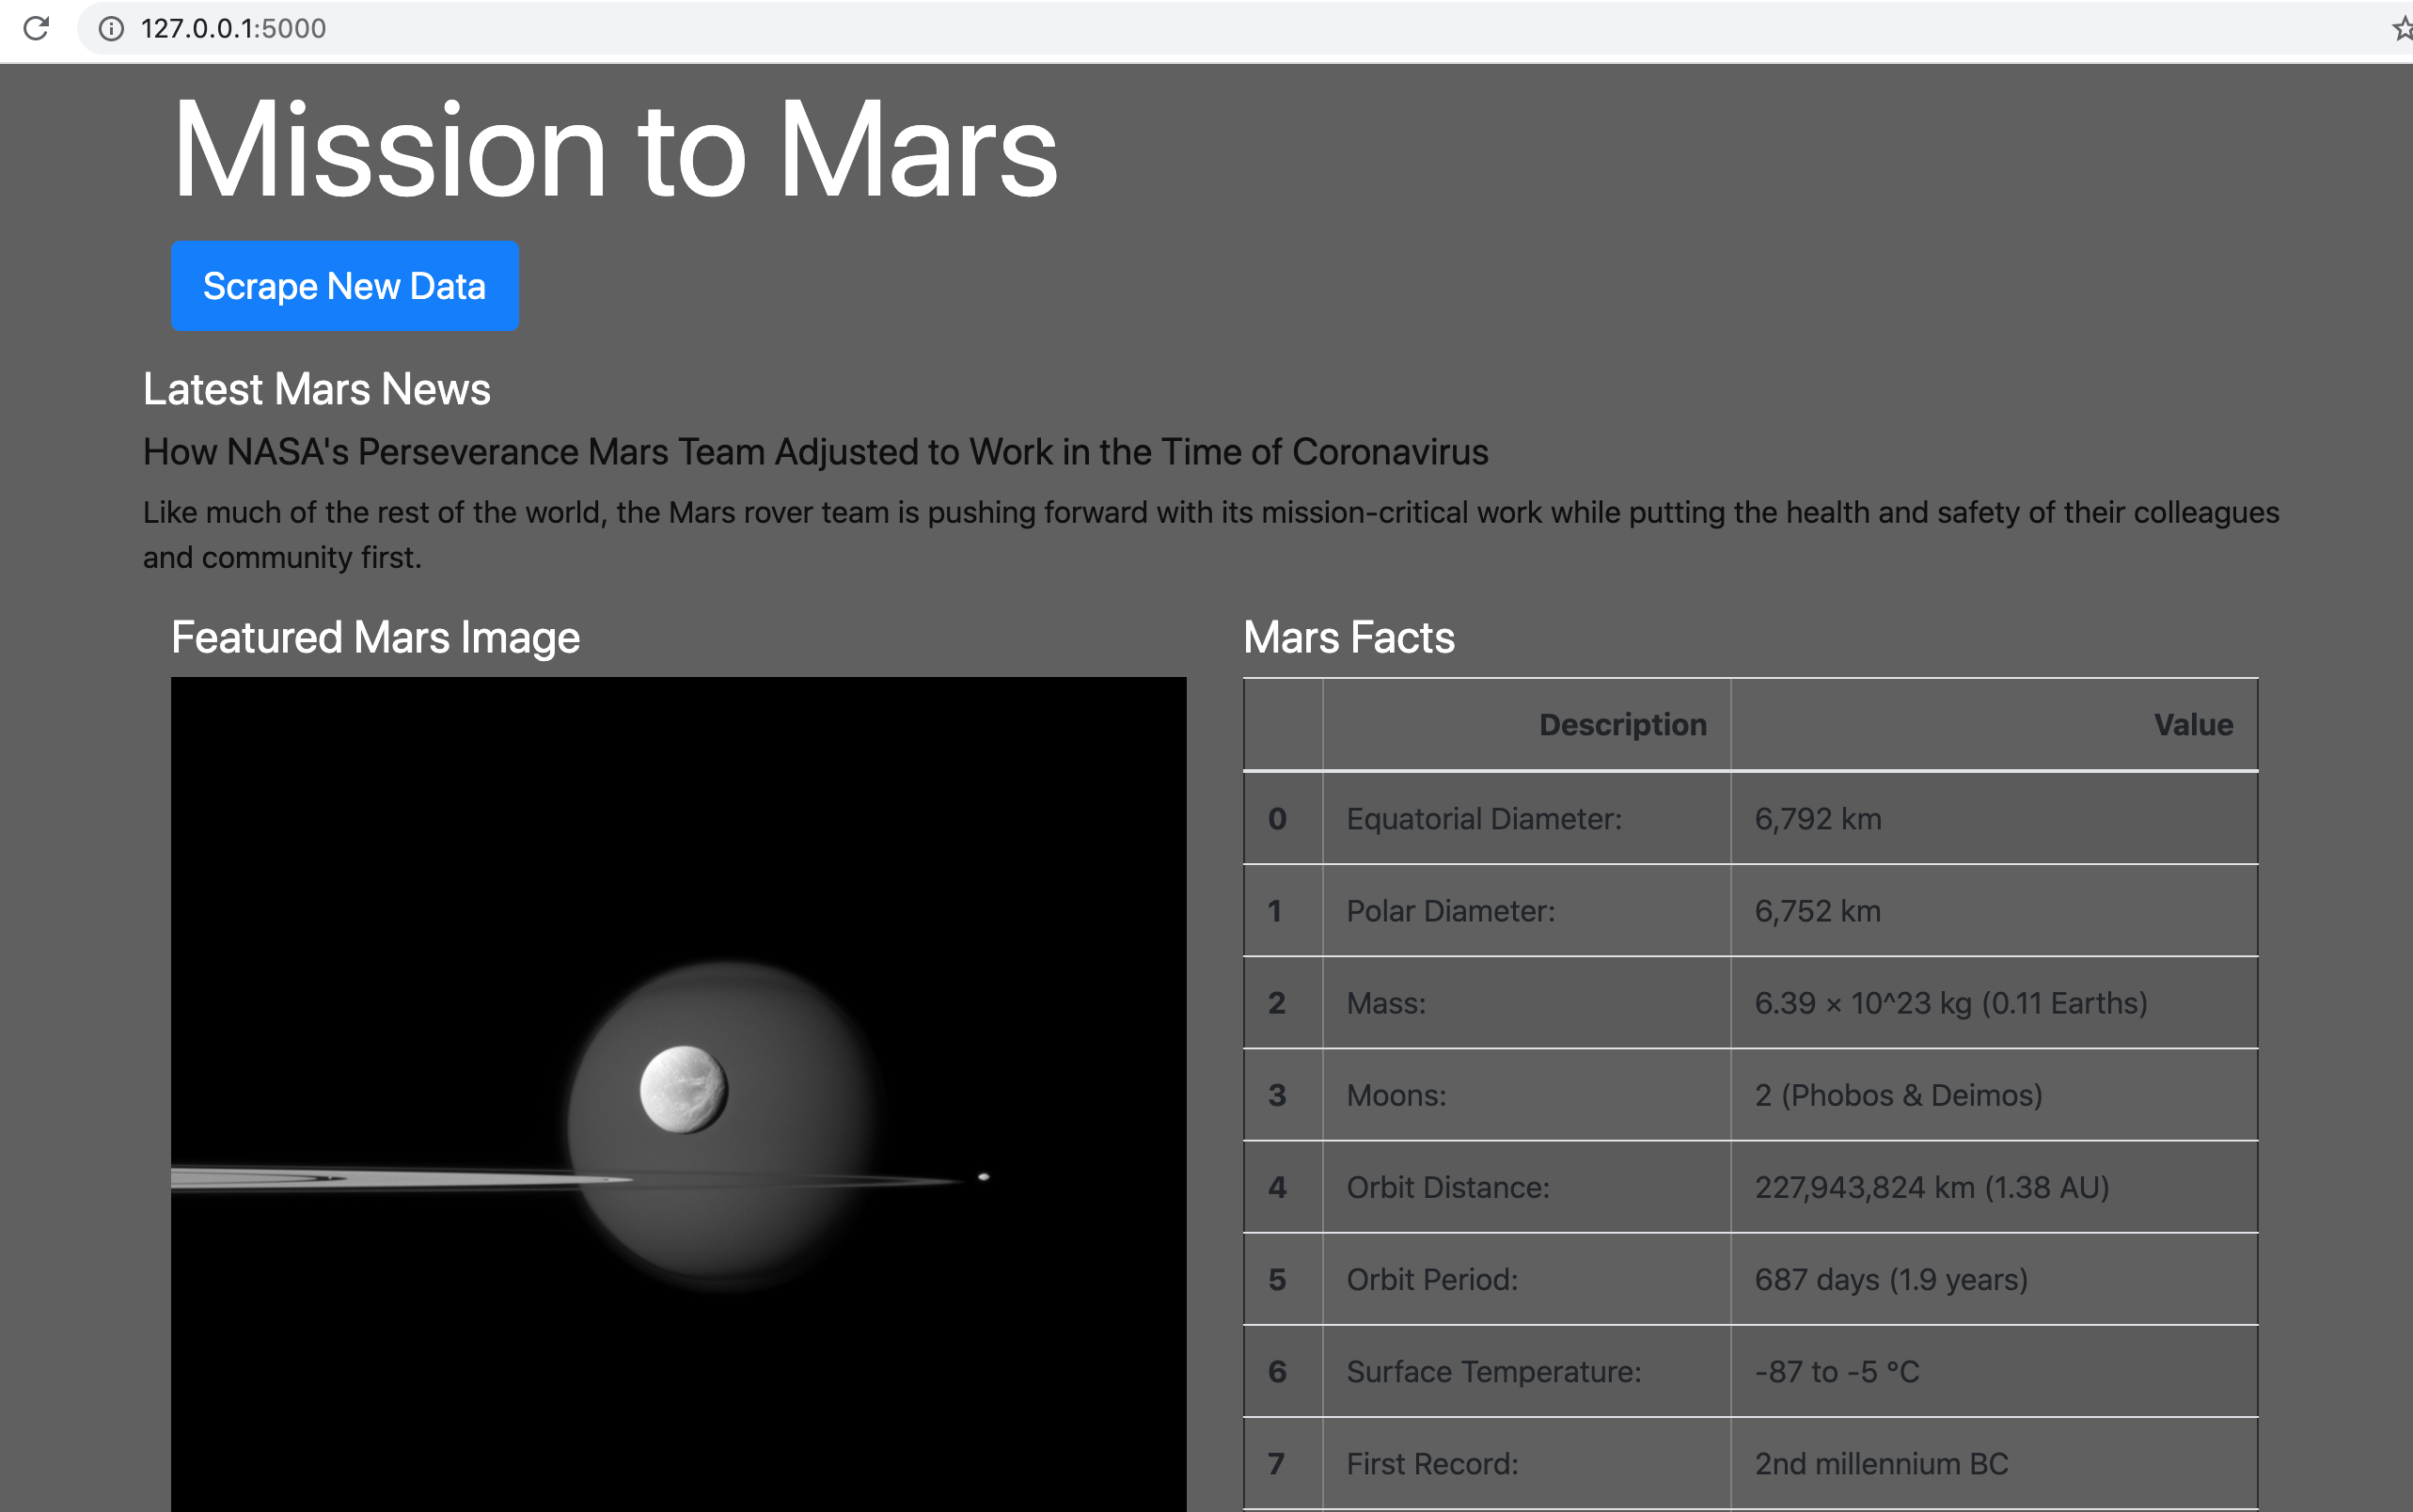 127.0.0.1:5000
Mission to Mars
Scrape New Data
Latest Mars News
How NASA's Perseverance Mars Team Adjusted to Work in the Time of Coronavirus
Like much of the rest of the world, the Mars rover team is pushing forward with its mission-critical work while putting the health and safety of their colleagues
and community first.
Featured Mars Image
Mars Facts
Description Value
0 Equatorial Diameter: 6,792 km
1 Polar Diameter: 6,752 km
2 Mass: 6.39 × 10^23 kg (0.11 Earths)
3 Moons: 2 (Phobos & Deimos)
4 Orbit Distance: 227,943,824 km (1.38 AU)
5 Orbit Period: 687 days (1.9 years)
6 Surface Temperature: -87 to -5 °C
7 First Record: 2nd millennium BC